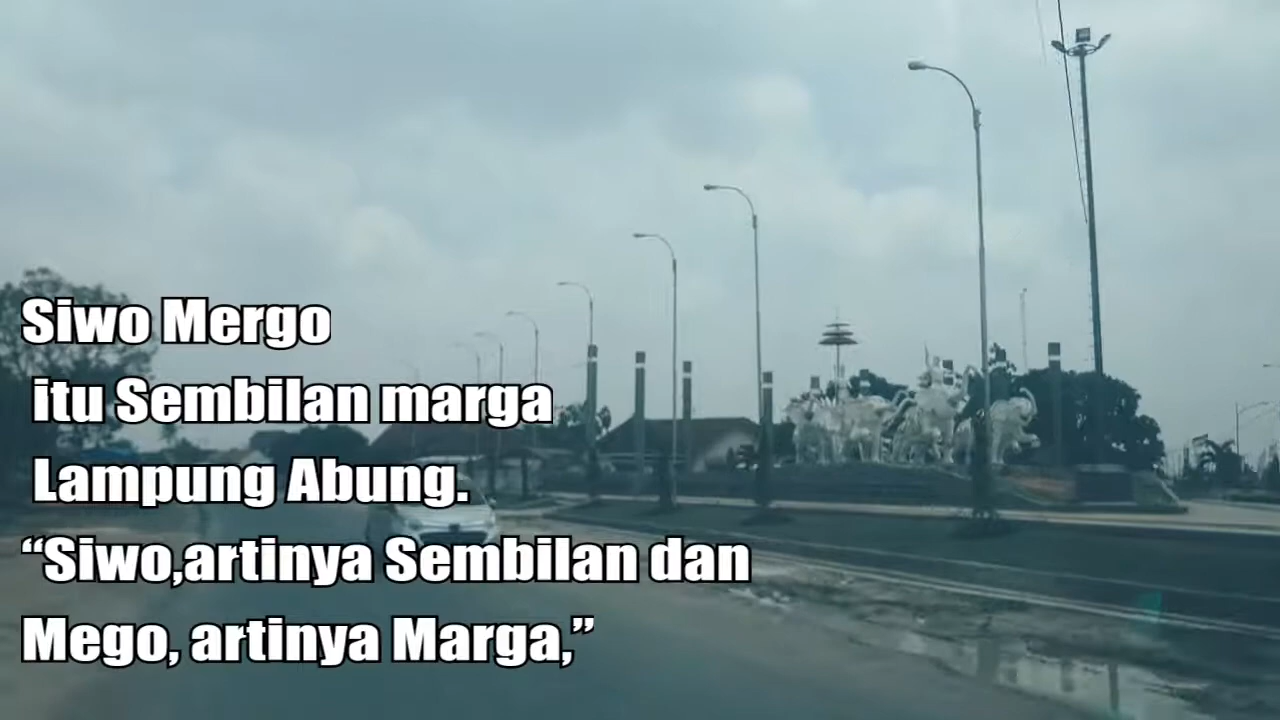 Siwo Mergo
itu Sembilan marga
Lampung Abung.
“Siwo,artinya Sembilan dan
Mego, artinya Marga,”